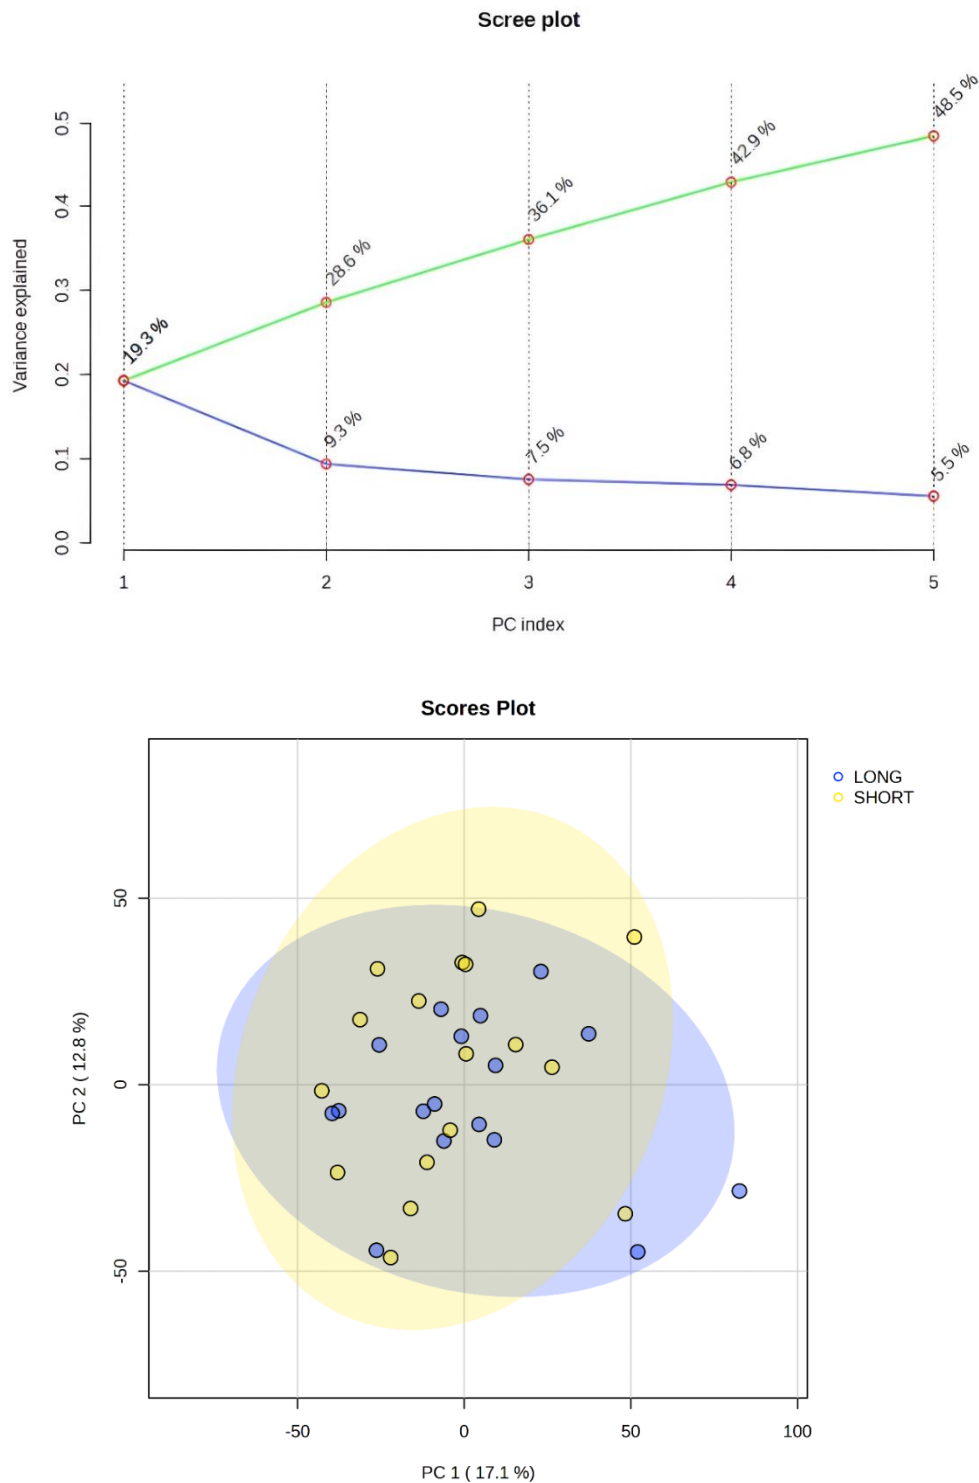 Scree plot
Variance explained
0.5
0.4
0.3
0.2
0.1
0.0
19.3 %
28.6 %
36.1 %
42.9 %
48.5 %
9.3 %
7.5 %
6.8 %
5.5 %
1 2 3 4 5
PC index
Scores Plot
LONG
SHORT
PC 2 ( 12.8 %)
50
0
-50
-50 0 50 100
PC 1 ( 17.1 %)